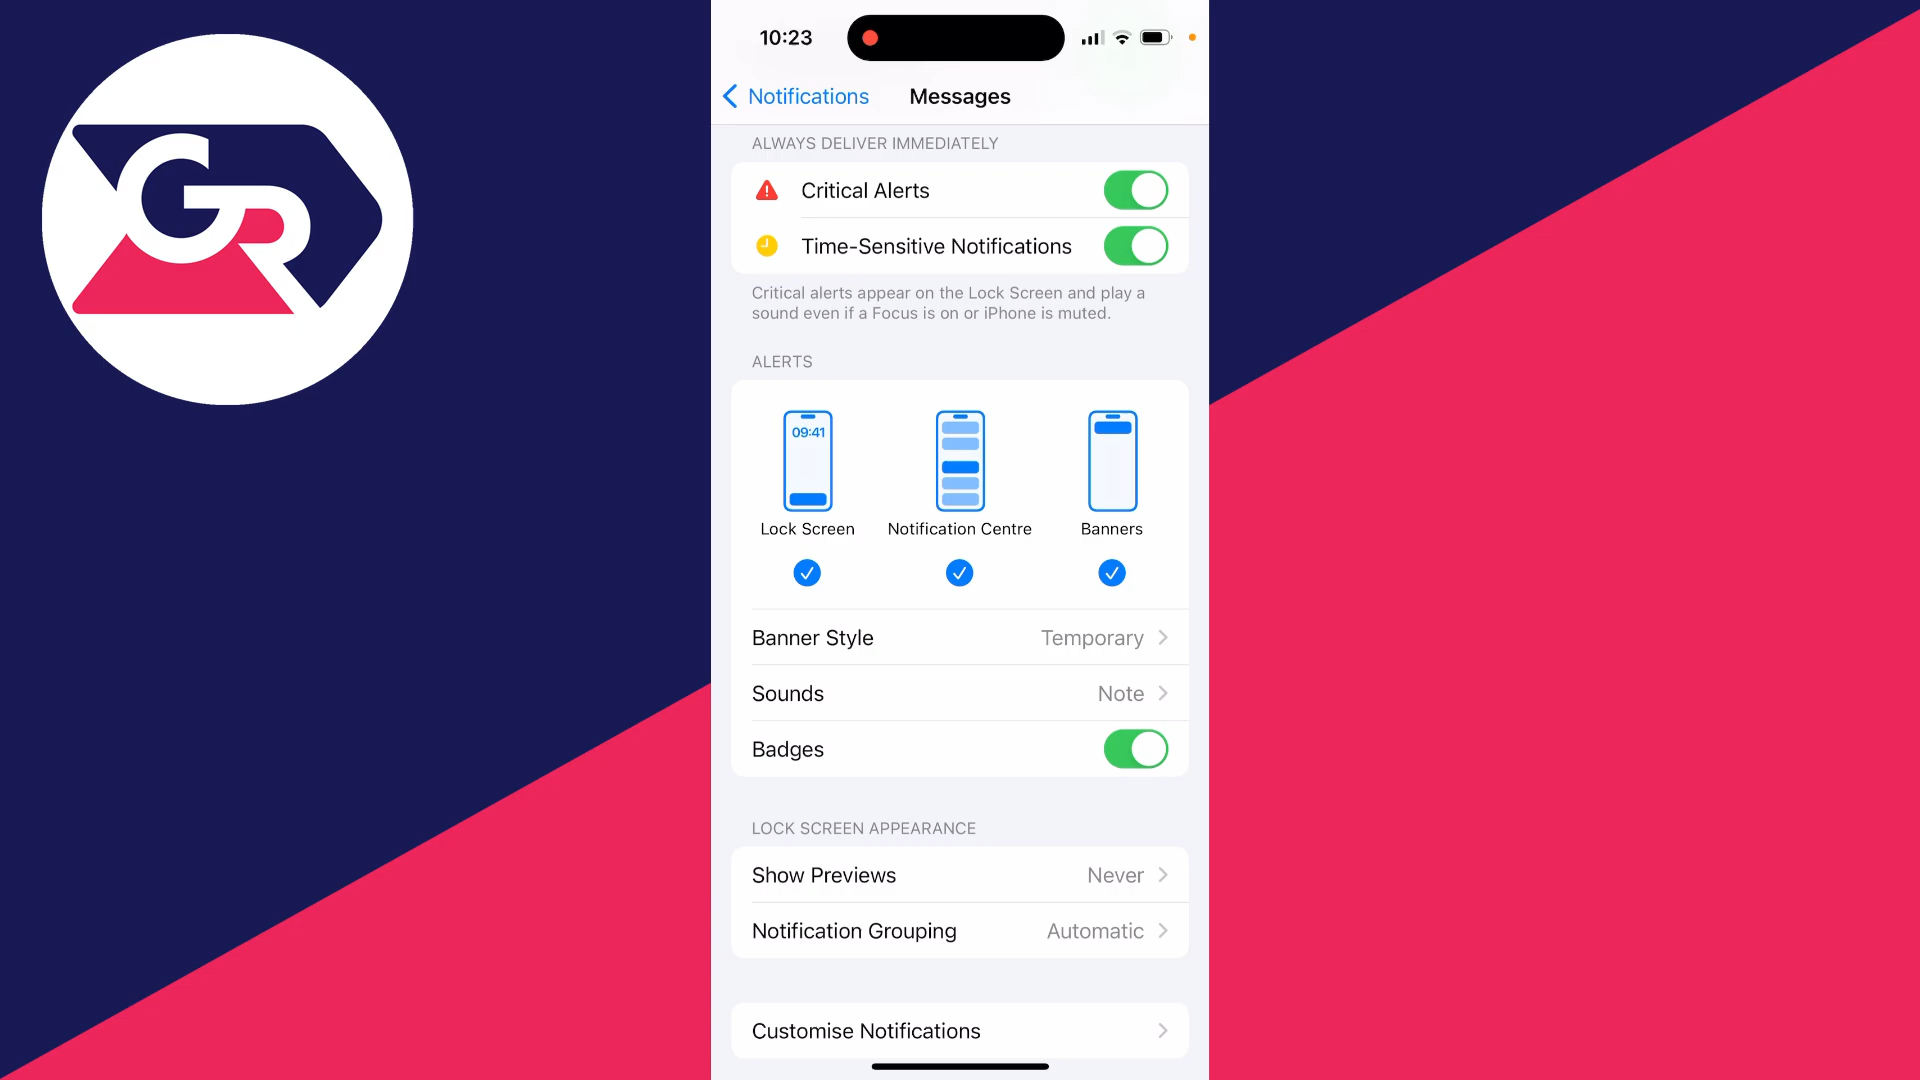 GR
10:23
Notifications
Messages
ALWAYS DELIVER IMMEDIATELY
Critical Alerts
Time-Sensitive Notifications
Critical alerts appear on the Lock Screen and play a
sound even if a Focus is on or iPhone is muted.
ALERTS
09:41
Lock Screen
Notification Centre
Banners
Banner Style
Temporary
Sounds
Note
Badges
LOCK SCREEN APPEARANCE
Show Previews
Never
Notification Grouping
Automatic
Customise Notifications